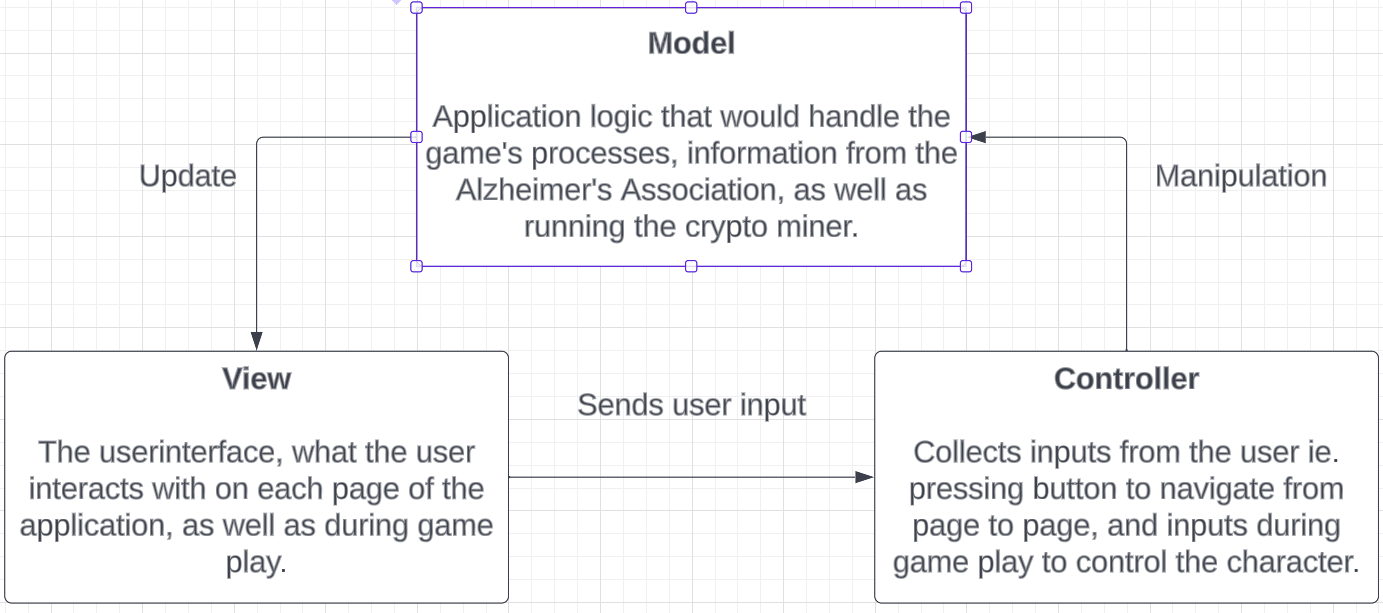 Model
Application logic that would handle the
game's processes, information from the
Alzheimer's Association, as well as
running the crypto miner.
Update
Manipulation
View
The userinterface, what the user
interacts with on each page of the
application, as well as during game
play.
Sends user input
Controller
Collects inputs from the user ie.
pressing button to navigate from
page to page, and inputs during
game play to control the character.